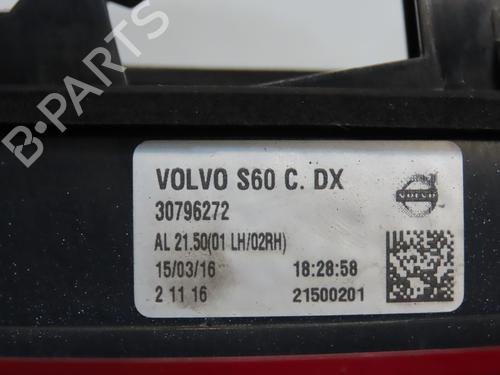 B-PARTS
VOLVO S60 C. DX
30796272
AL 21.50(01 LH/02RH)
15/03/16 18:28:58
2 11 16 21500201